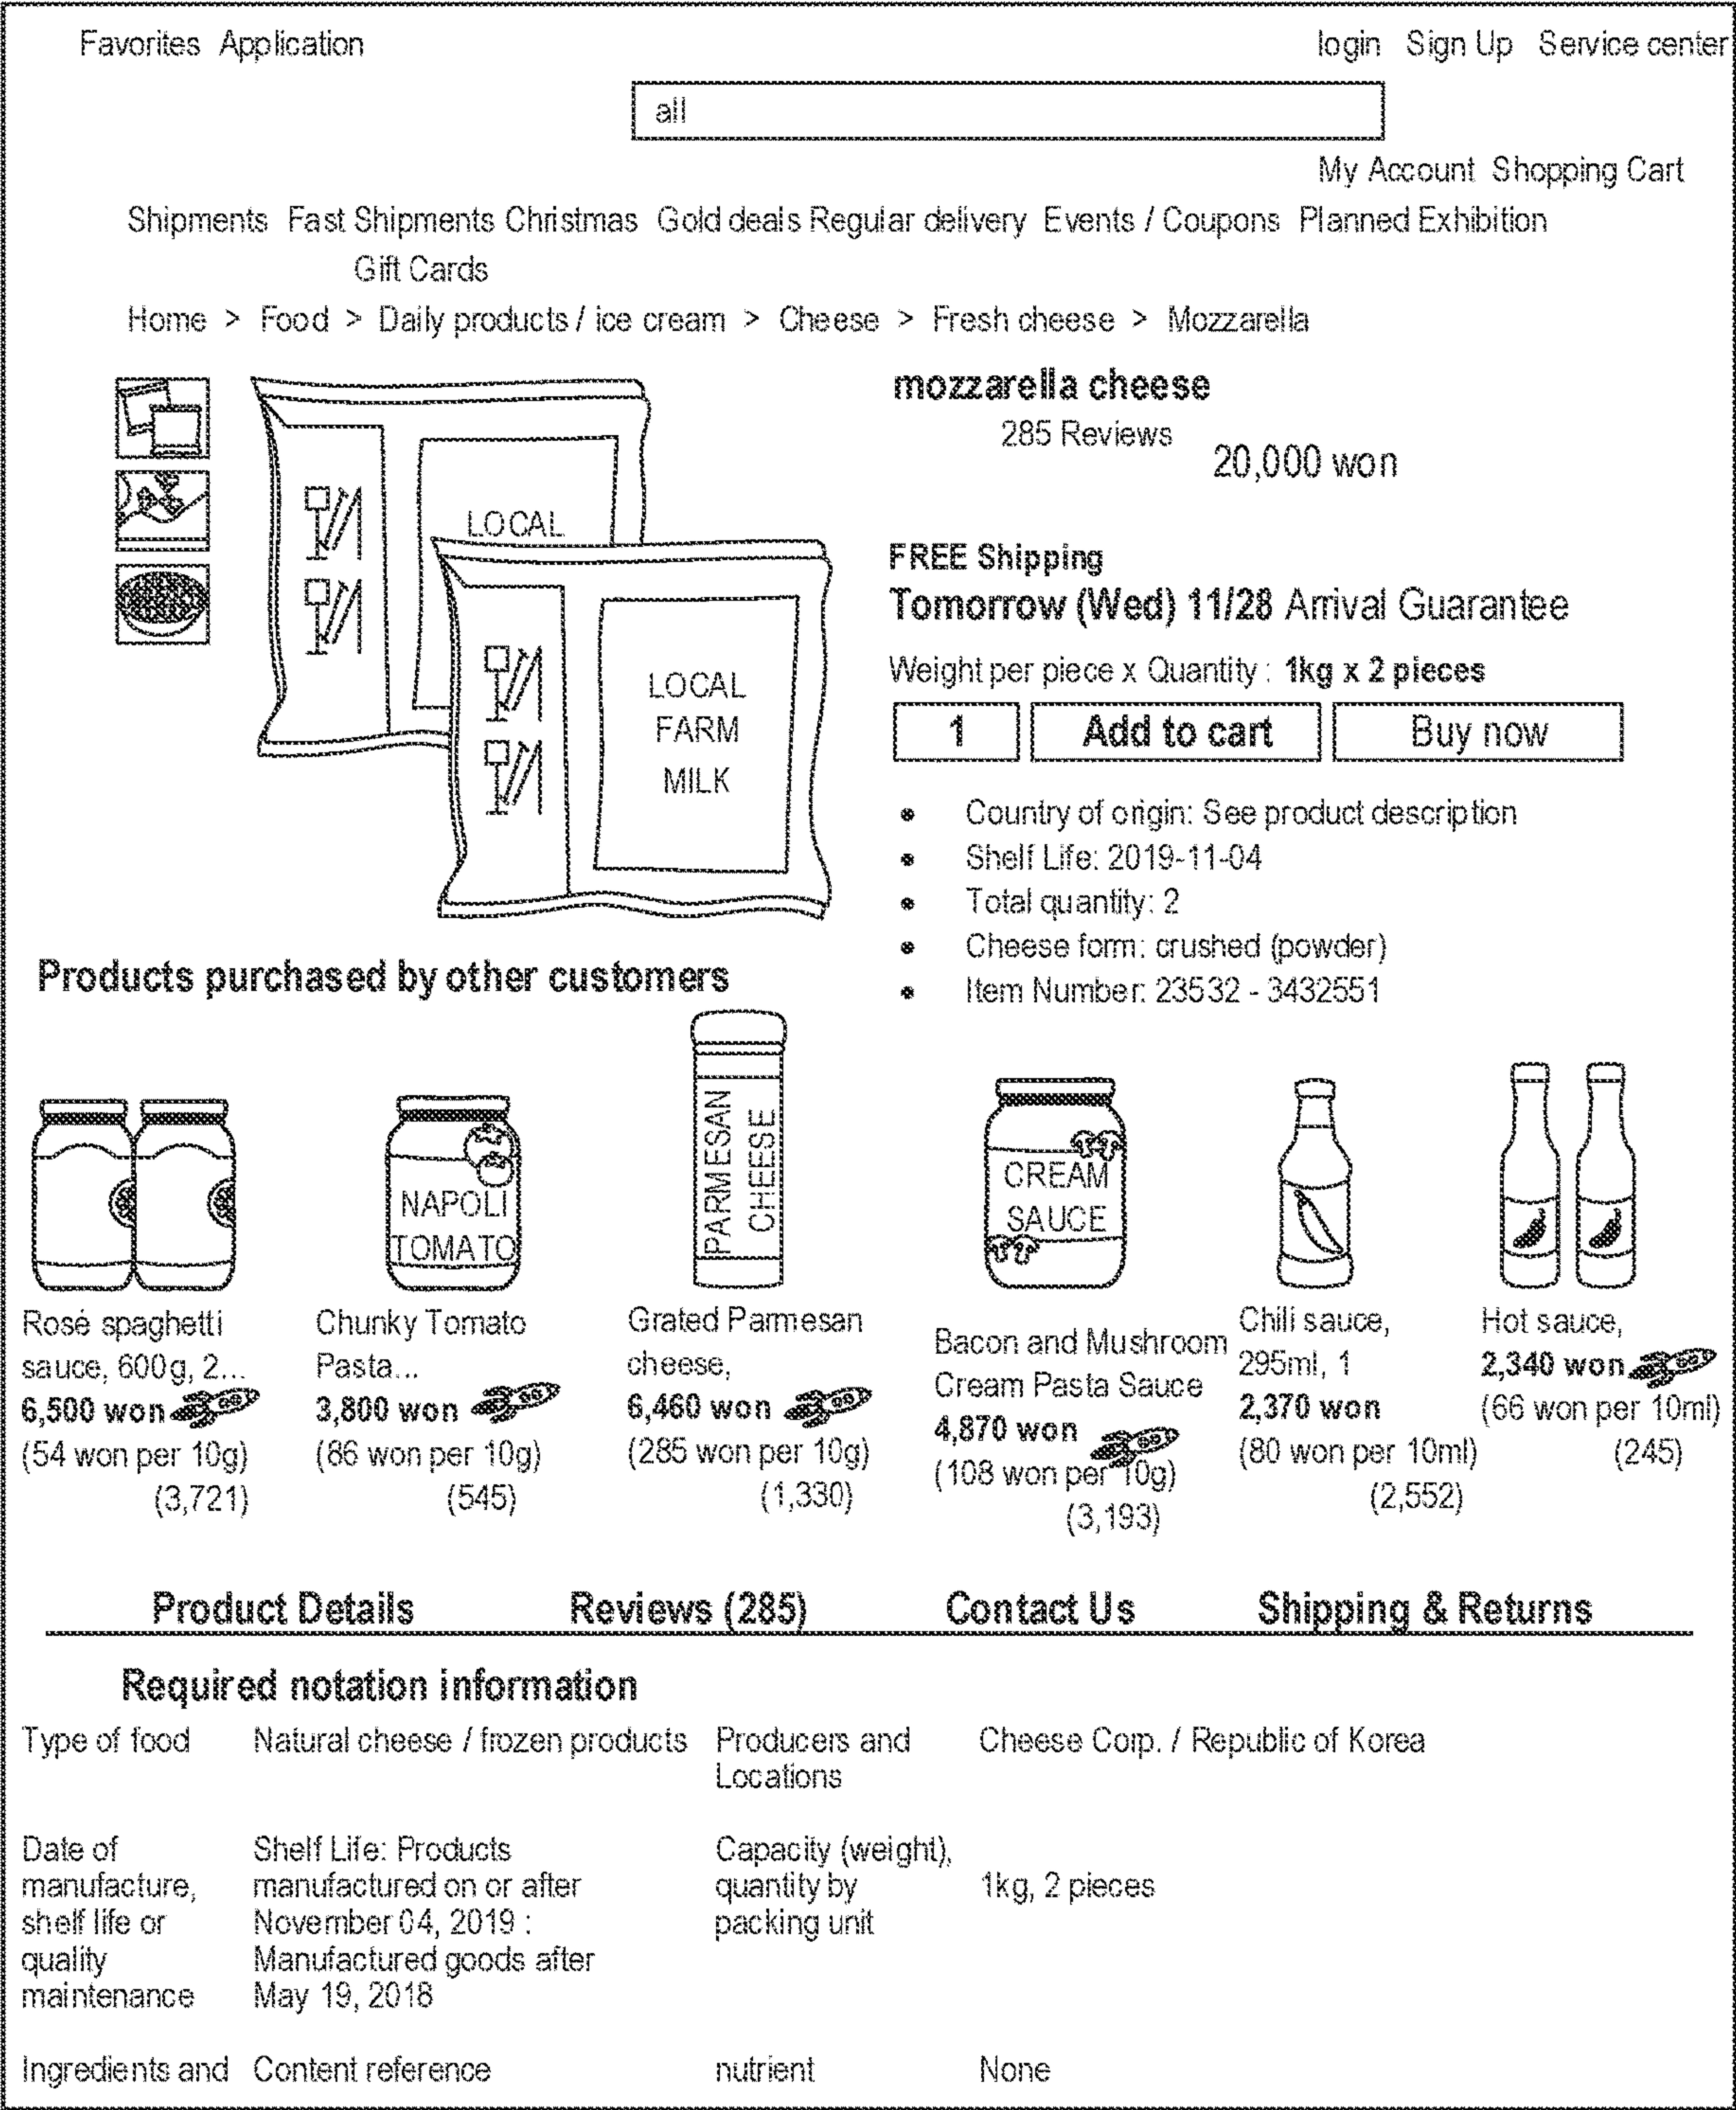 Favorites  Application
login  Sign Up  Service center
all
My Account  Shopping Cart
Shipments  Fast Shipments  Christmas  Gold deals  Regular delivery  Events / Coupons  Planned Exhibition
Gift Cards
Home > Food > Daily products / ice cream > Cheese > Fresh cheese > Mozzarella
mozzarella cheese
285 Reviews
20,000 won
LOCAL
FREE Shipping
Tomorrow (Wed) 11/28 Arrival Guarantee
Weight per piece x Quantity : 1kg x 2 pieces
LOCAL
FARM
MILK
1  Add to cart  Buy now
• Country of origin: See product description
• Shelf Life: 2019-11-04
• Total quantity: 2
• Cheese form: crushed (powder)
• Item Number: 23532 - 3432551
Products purchased by other customers
NAPOLI
TOMATO
PARMESAN
CHEESE
CREAM
SAUCE
Rosé spaghetti
sauce, 600g, 2...
6,500 won
(54 won per 10g)
(3,721)
Chunky Tomato
Pasta...
3,800 won
(86 won per 10g)
(545)
Grated Parmesan
cheese,
6,460 won
(285 won per 10g)
(1,330)
Bacon and Mushroom
Cream Pasta Sauce
4,870 won
(108 won per 10g)
(3,193)
Chili sauce,
295ml, 1
2,370 won
(80 won per 10ml)
(2,552)
Hot sauce,
2,340 won
(66 won per 10ml)
(245)
Product Details  Reviews (285)  Contact Us  Shipping & Returns
Required notation information
Type of food
Natural cheese / frozen products
Producers and
Locations
Cheese Corp. / Republic of Korea
Date of
manufacture,
shelf life or
quality
maintenance
Shelf Life: Products
manufactured on or after
November 04, 2019 :
Manufactured goods after
May 19, 2018
Capacity (weight),
quantity by
packing unit
1kg, 2 pieces
Ingredients and
Content reference
nutrient
None